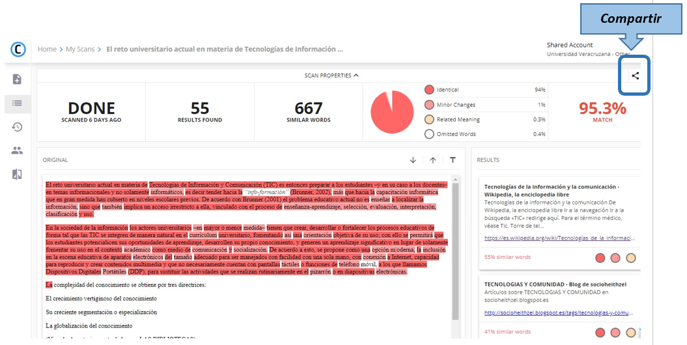 Compartir
Home > My Scans > El reto universitario actual en materia de Tecnologías de Información ...
Shared Account
Universidad Veracruzana - Other
SCAN PROPERTIES
DONE
SCANNED 6 DAYS AGO
55
RESULTS FOUND
667
SIMILAR WORDS
Identical 94%
Minor Changes 1%
Related Meaning 0.3%
Omitted Words 0.4%
95.3%
MATCH
ORIGINAL
El reto universitario actual en materia de Tecnologías de Información y Comunicación (TIC) es entonces preparar a los estudiantes –y en su caso a los docentes–
en temas informacionales y no solamente informáticos, es decir tender hacia la "info-formación" (Brunner, 2002), más que hacia la capacitación informática
que en gran medida han cubierto en niveles escolares previos. De acuerdo con Brunner (2001) el problema educativo actual no es enseñar a localizar la
información, sino que también implica un acceso irrestricto a ella, vinculado con el proceso de enseñanza-aprendizaje, selección, evaluación, interpretación,
clasificación y uso.
En la sociedad de la información los actores universitarios –en mayor o menor medida– tienen que crear, desarrollar o fortalecer los procesos educativos de
forma tal que las TIC se integren de manera natural en el currículum universitario, fomentando así una orientación objetiva de su uso; con ello se permitirá que
los estudiantes potencialicen sus oportunidades de aprendizaje, desarrollen su propio conocimiento, y generen un aprendizaje significativo en lugar de solamente
fomentar su uso en el contexto académico como medio de comunicación y socialización. De acuerdo a esto, se propone como una opción moderna, la inclusión
en la escena educativa de aparatos electrónicos del tamaño adecuado para ser manejados con facilidad con una sola mano, con conexión a Internet, capacidad
para reproducir y crear contenidos multimedia y que no necesariamente cuentan con pantallas táctiles o funciones de teléfono móvil, a los que llamamos
Dispositivos Digitales Portátiles (DDP), para sustituir las actividades que se realizan rutinariamente en el pizarrón o en diapositivas electrónicas.
La complejidad del conocimiento se obtiene por tres directrices:
El crecimiento vertiginoso del conocimiento
Su creciente segmentación o especialización
La globalización del conocimiento
RESULTS
Tecnologías de la información y la comunicación -
Wikipedia, la enciclopedia libre
Tecnologías de la información y la comunicación De
Wikipedia, la enciclopedia libre Ir a la navegación Ir a la
búsqueda «TIC» redirige aquí. Para el término médico,
véase Tic. Torre de tel...
https://es.wikipedia.org/wiki/Tecnologías_de_la_informaci...
55% similar words
TECNOLOGIAS Y COMUNIDAD - Blog de socioheithzel
Artículos sobre TECNOLOGIAS Y COMUNIDAD en
socioheithzel.blogspot.es
http://socioheithzel.blogspot.es/tags/tecnologias-y-comu...
41% similar words